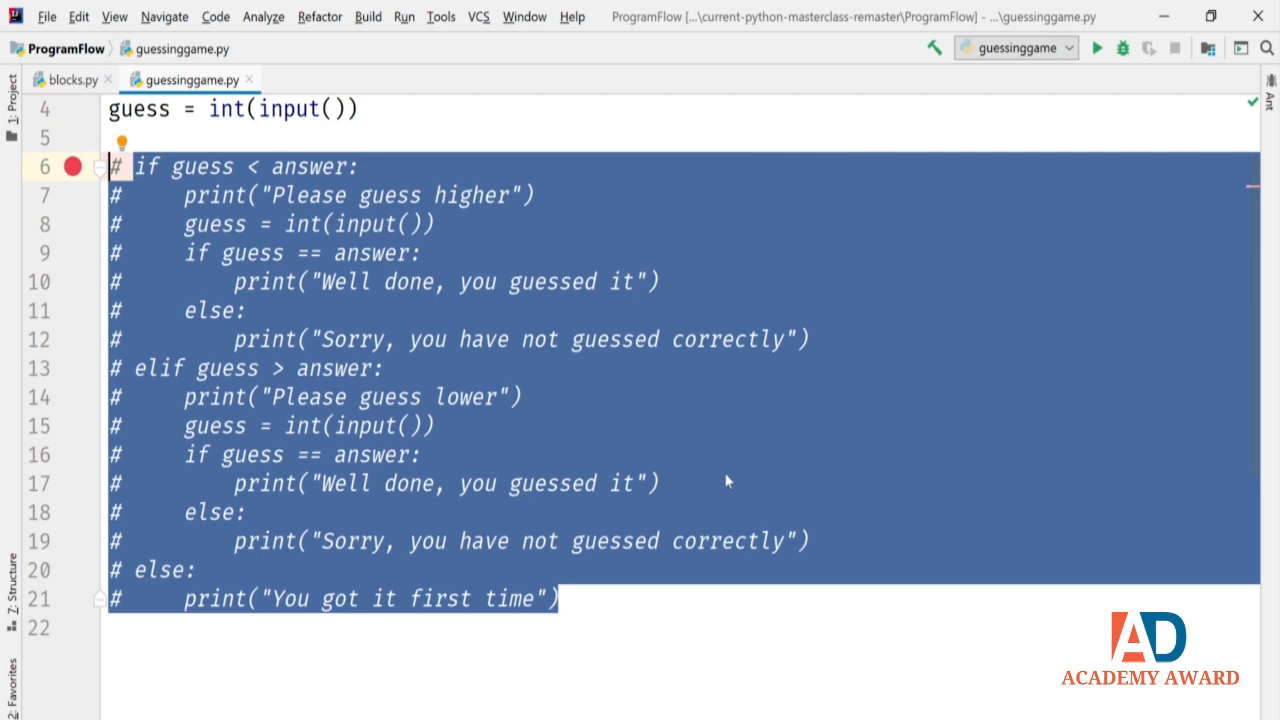 File Edit View Navigate Code Analyze Refactor Build Run Tools VCS Window Help ProgramFlow [...\current-python-masterclass-remaster\ProgramFlow] - ...\guessinggame.py
ProgramFlow guessinggame.py guessinggame
blocks.py guessinggame.py
1: Project
Ant
4 guess = int(input())
5
6 # if guess < answer:
7 #     print("Please guess higher")
8 #     guess = int(input())
9 #     if guess == answer:
10 #         print("Well done, you guessed it")
11 #     else:
12 #         print("Sorry, you have not guessed correctly")
13 # elif guess > answer:
14 #     print("Please guess lower")
15 #     guess = int(input())
16 #     if guess == answer:
17 #         print("Well done, you guessed it")
18 #     else:
19 #         print("Sorry, you have not guessed correctly")
20 # else:
21 #     print("You got it first time")
22
7: Structure
2: Favorites
AD
ACADEMY AWARD